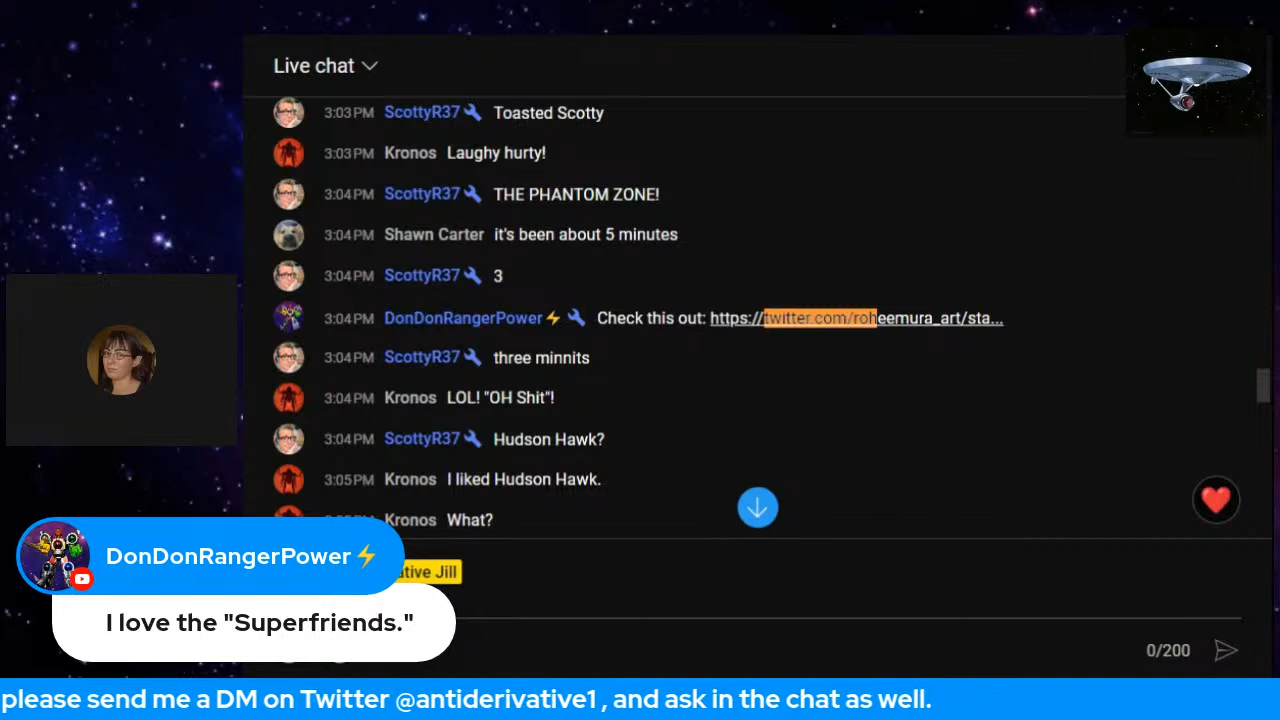 Live chat
3:03 PM ScottyR37 Toasted Scotty
3:03 PM Kronos Laughy hurty!
3:04 PM ScottyR37 THE PHANTOM ZONE!
3:04 PM Shawn Carter it's been about 5 minutes
3:04 PM ScottyR37 3
3:04 PM DonDonRangerPower⚡ Check this out: https://twitter.com/roheemura_art/sta...
3:04 PM ScottyR37 three minnits
3:04 PM Kronos LOL! "OH Shit"!
3:04 PM ScottyR37 Hudson Hawk?
3:05 PM Kronos I liked Hudson Hawk.
Kronos What?
DonDonRangerPower⚡
ative Jill
I love the "Superfriends."
0/200
please send me a DM on Twitter @antiderivative1 , and ask in the chat as well.